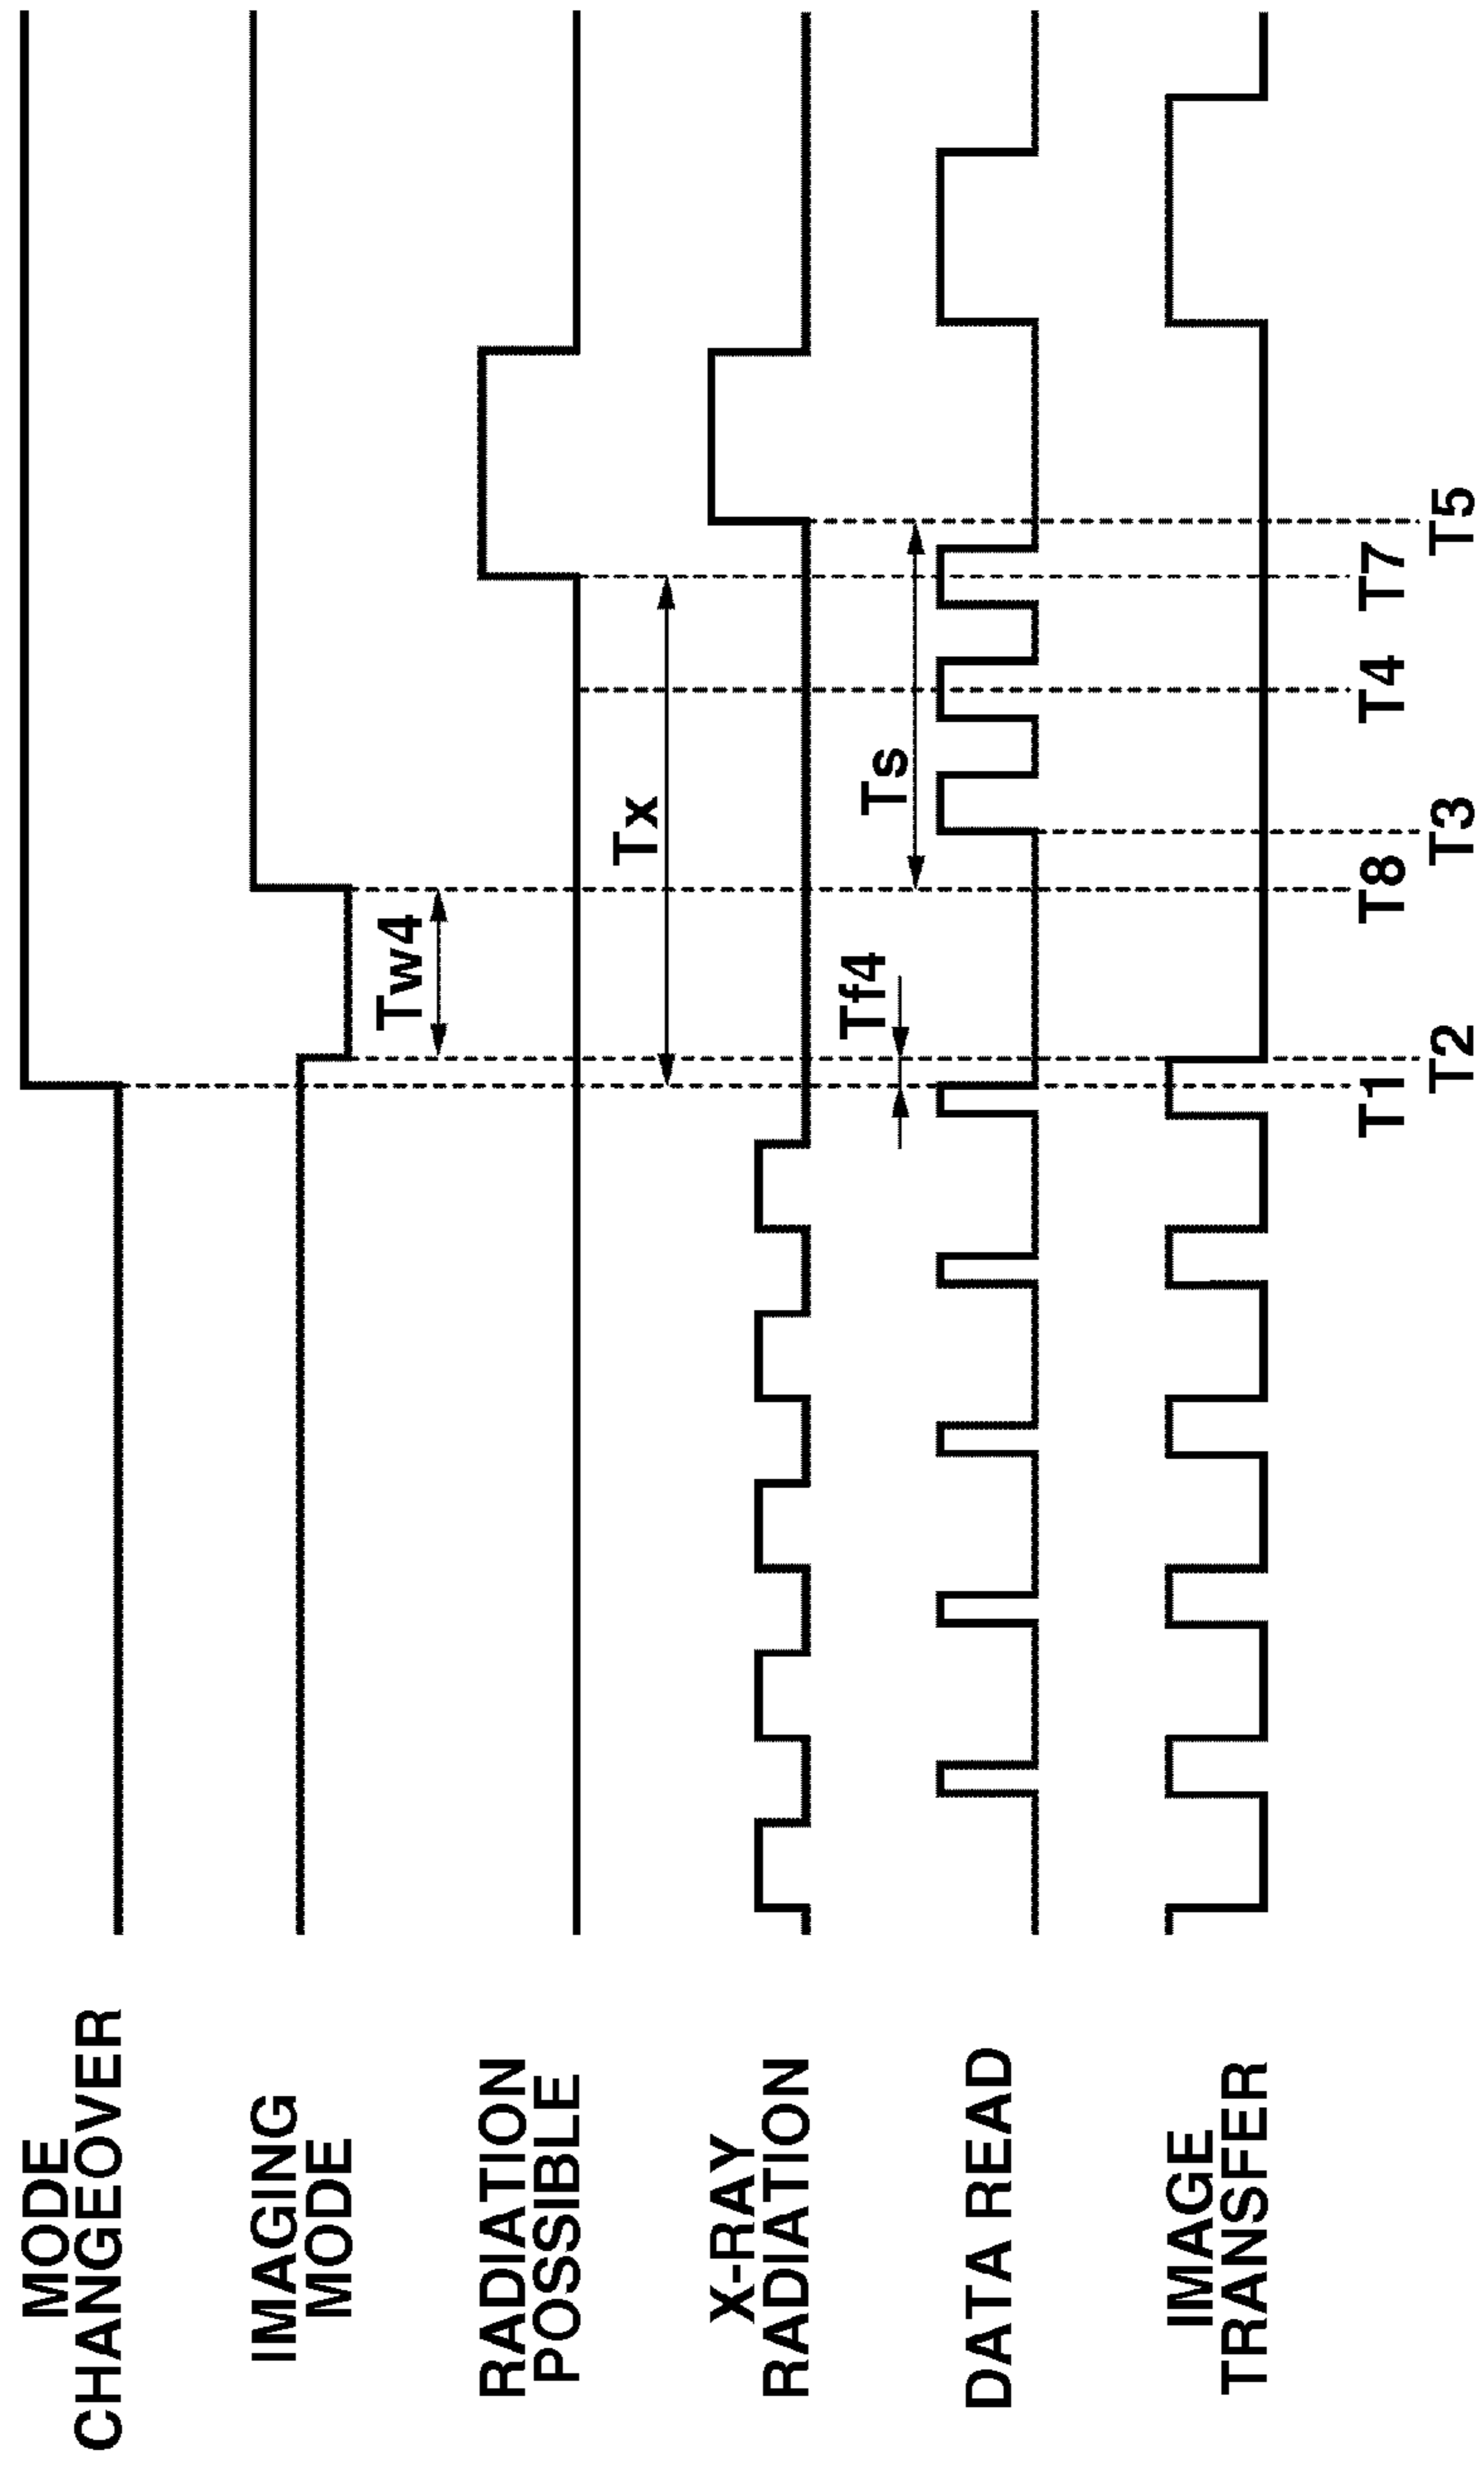 MODE
CHANGEOVER
IMAGING
MODE
Tw4
RADIATION
POSSIBLE
Tx
X-RAY
RADIATION
Tf4
Ts
DATA READ
IMAGE
TRANSFER
T1
T8
T4
T7
T2
T3
T5